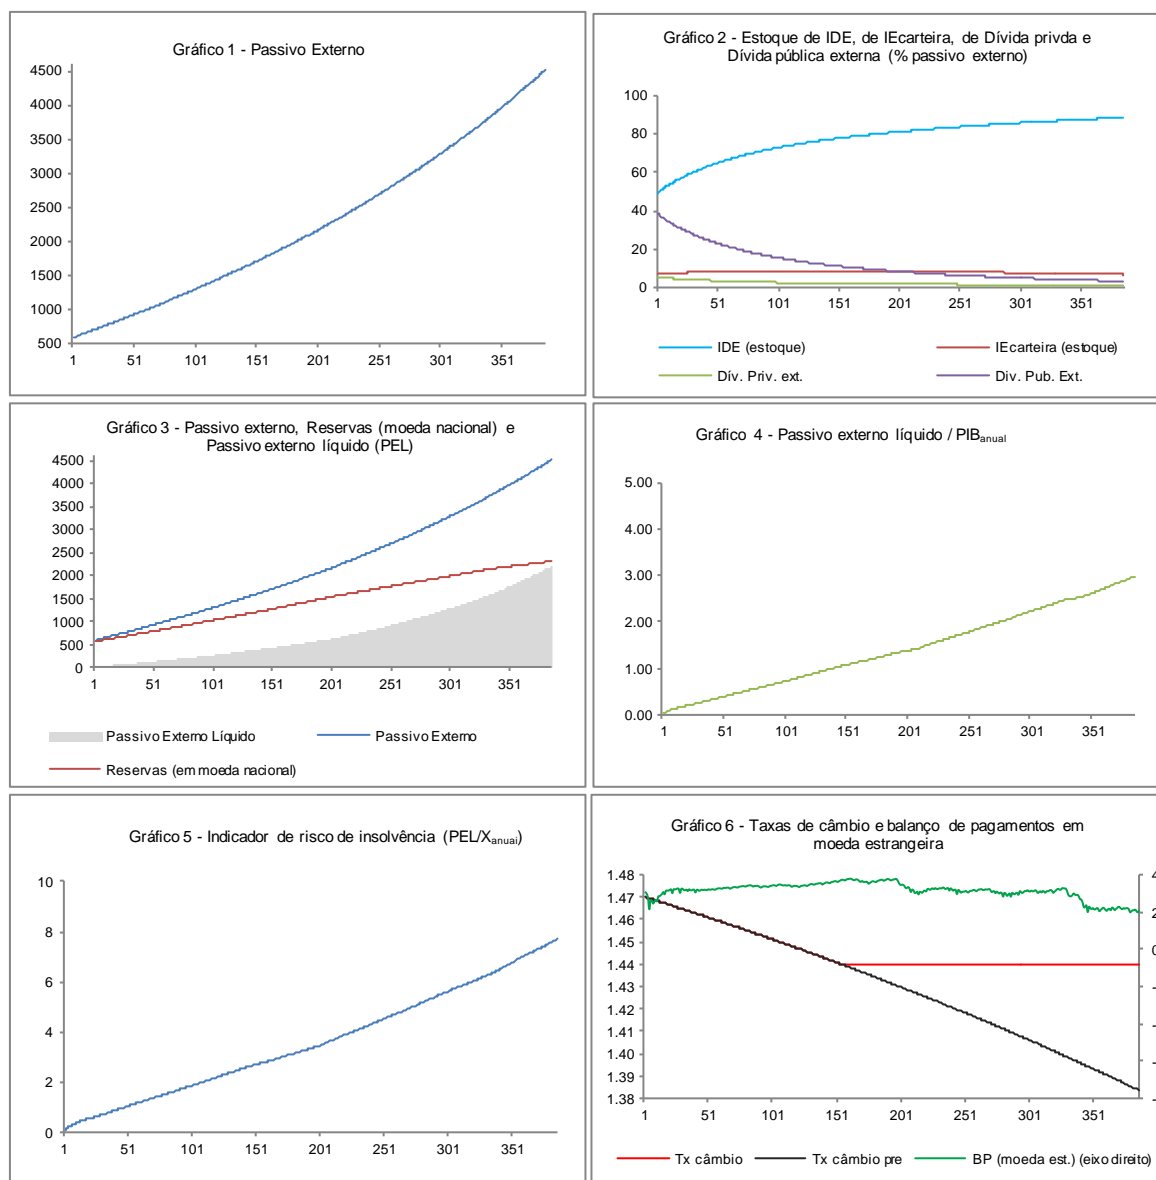 Gráfico 1 - Passivo Externo
4500
4000
3500
3000
2500
2000
1500
1000
500
1 51 101 151 201 251 301 351
Gráfico 2 - Estoque de IDE, de IEcarteira, de Dívida privda e
Dívida pública externa (% passivo externo)
100
80
60
40
20
0
1 51 101 151 201 251 301 351
IDE (estoque) IEcarteira (estoque)
Dív. Priv. ext. Div. Pub. Ext.
Gráfico 3 - Passivo externo, Reservas (moeda nacional) e
Passivo externo líquido (PEL)
4500
4000
3500
3000
2500
2000
1500
1000
500
0
1 51 101 151 201 251 301 351
Passivo Externo Líquido Passivo Externo
Reservas (em moeda nacional)
Gráfico 4 - Passivo externo líquido / PIBanual
5.00
4.00
3.00
2.00
1.00
0.00
1 51 101 151 201 251 301 351
Gráfico 5 - Indicador de risco de insolvência (PEL/Xanual)
10
8
6
4
2
0
1 51 101 151 201 251 301 351
Gráfico 6 - Taxas de câmbio e balanço de pagamentos em
moeda estrangeira
1.48
1.47
1.46
1.45
1.44
1.43
1.42
1.41
1.40
1.39
1.38
4
2
0
-
-
-
-
1 51 101 151 201 251 301 351
Tx câmbio Tx câmbio pre BP (moeda est.) (eixo direito)